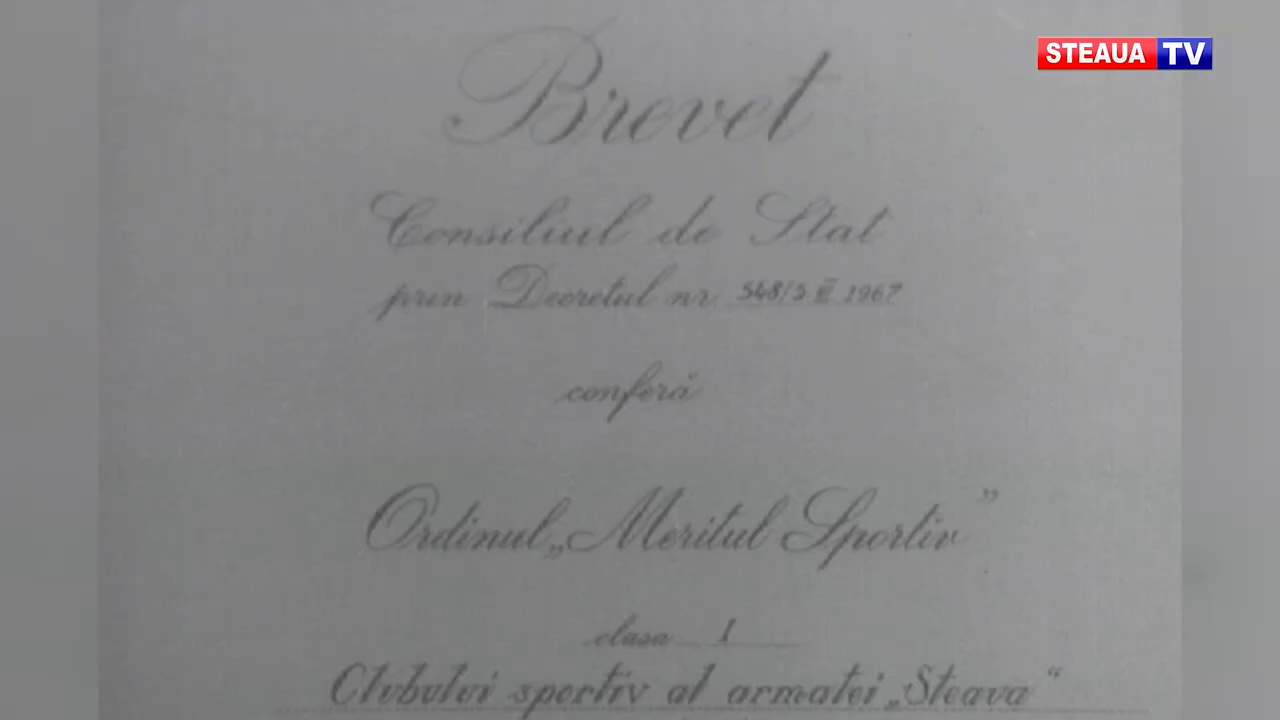 STEAUA TV
Brevet
Consiliul de Stat
prin Decretul nr 548/5 III 1967
conferă
Ordinul „Meritul Sportiv”
clasa I
Clubului sportiv al armatei „Steaua“